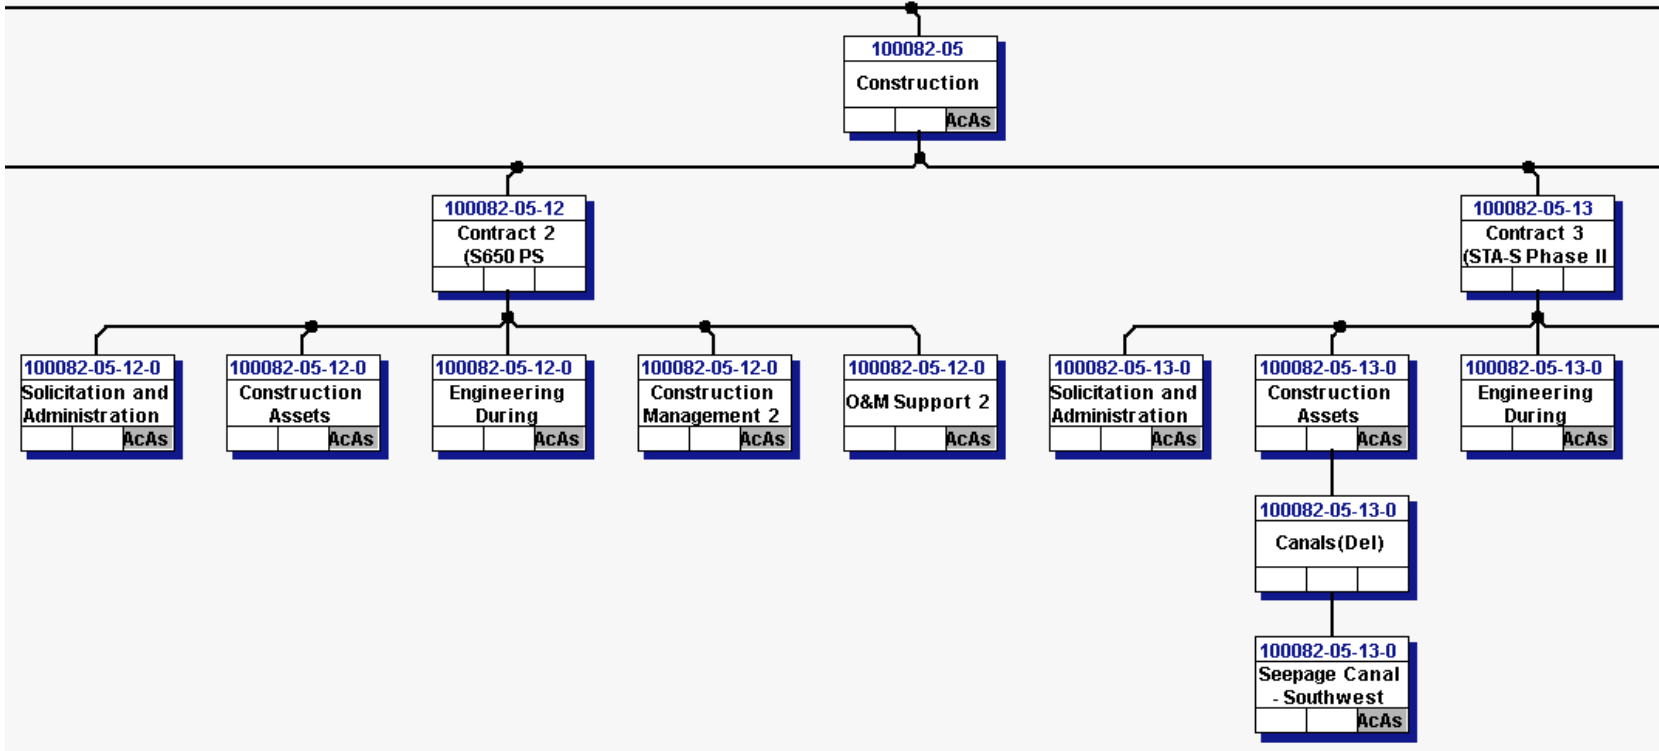 100082-05
Construction
AcAs
100082-05-12
Contract 2
(S650 PS
100082-05-13
Contract 3
(STA-S Phase II
100082-05-12-0
Solicitation and
Administration
AcAs
100082-05-12-0
Construction
Assets
AcAs
100082-05-12-0
Engineering
During
AcAs
100082-05-12-0
Construction
Management 2
AcAs
100082-05-12-0
O&M Support 2
AcAs
100082-05-13-0
Solicitation and
Administration
AcAs
100082-05-13-0
Construction
Assets
AcAs
100082-05-13-0
Engineering
During
AcAs
100082-05-13-0
Canals(Del)
100082-05-13-0
Seepage Canal
- Southwest
AcAs